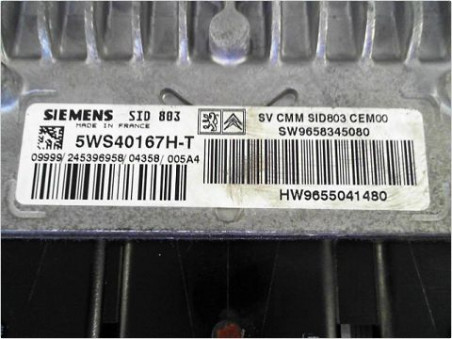 SIEMENS SID 803
MADE IN FRANCE
5WS40167H-T
09999/245396958/04358/005A4
SV CMM SID803 CEM00
SW9658345080
HW9655041480